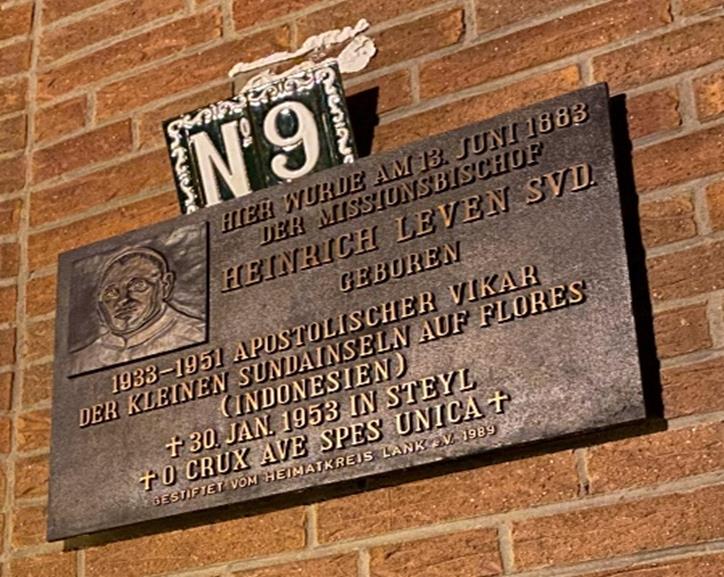 No. 9
HIER WURDE AM 13. JUNI 1883
DER MISSIONSBISCHOF
HEINRICH LEVEN SVD.
GEBOREN
1933-1951 APOSTOLISCHER VIKAR
DER KLEINEN SUNDAINSELN AUF FLORES
(INDONESIEN)
✝ 30. JAN. 1953 IN STEYL
✝ O CRUX AVE SPES UNICA ✝
GESTIFTET VOM HEIMATKREIS LANK e.V. 1989